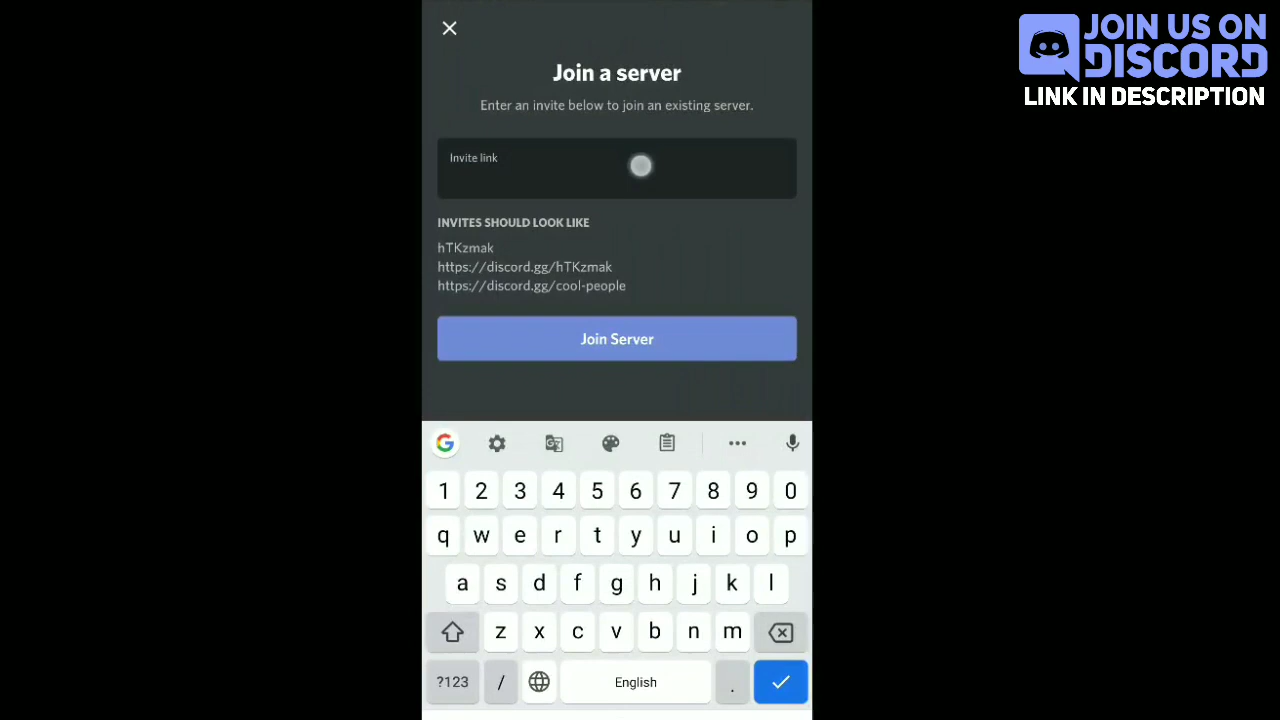 Join a server
Enter an invite below to join an existing server.
Invite link
INVITES SHOULD LOOK LIKE
hTKzmak
https://discord.gg/hTKzmak
https://discord.gg/cool-people
Join Server
G
1 2 3 4 5 6 7 8 9 0
q w e r t y u i o p
a s d f g h j k l
z x c v b n m
?123 / English .
JOIN US ON
DISCORD
LINK IN DESCRIPTION